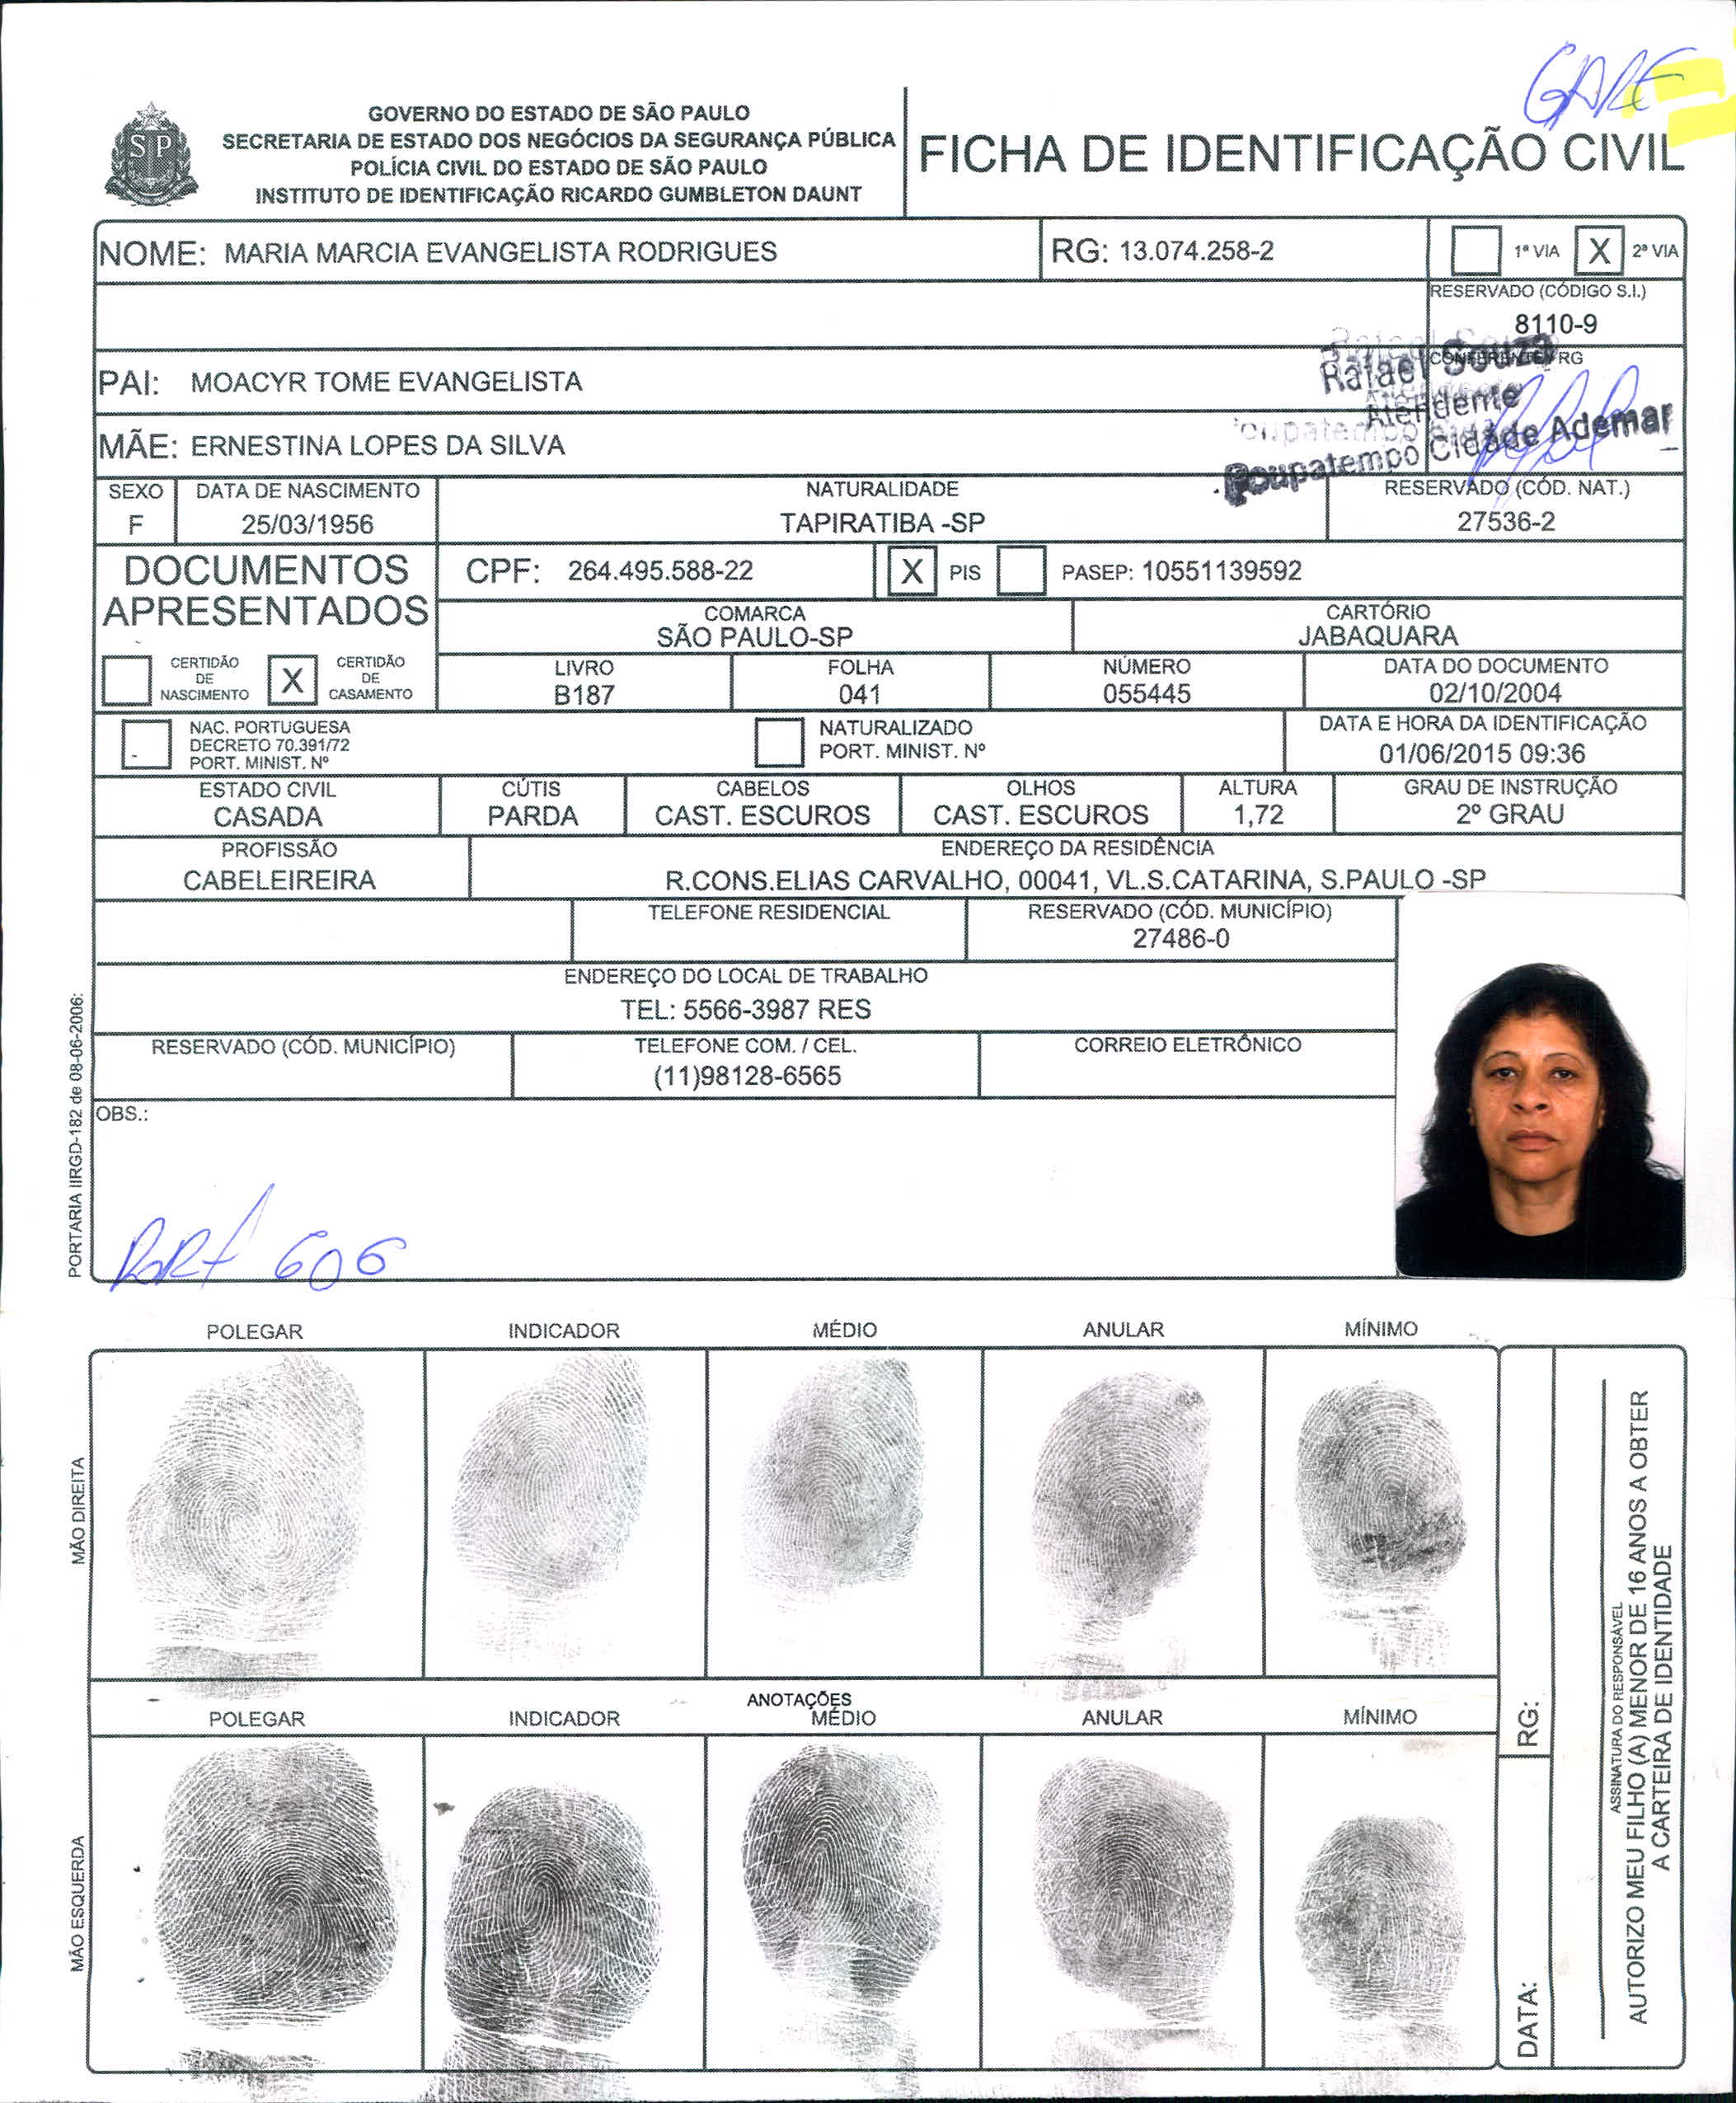 GARE
GOVERNO DO ESTADO DE SÃO PAULO
SECRETARIA DE ESTADO DOS NEGÓCIOS DA SEGURANÇA PÚBLICA
POLÍCIA CIVIL DO ESTADO DE SÃO PAULO
INSTITUTO DE IDENTIFICAÇÃO RICARDO GUMBLETON DAUNT
SP
FICHA DE IDENTIFICAÇÃO CIVIL
NOME: MARIA MARCIA EVANGELISTA RODRIGUES
RG: 13.074.258-2
1ª VIA X 2ª VIA
RESERVADO (CÓDIGO S.I.)
8110-9
PAI: MOACYR TOME EVANGELISTA
CONFERENTE / RG
Rafael Souza
Atendente
Poupatempo Cidade Ademar
MÃE: ERNESTINA LOPES DA SILVA
SEXO
F
DATA DE NASCIMENTO
25/03/1956
NATURALIDADE
TAPIRATIBA -SP
RESERVADO (CÓD. NAT.)
27536-2
DOCUMENTOS
APRESENTADOS
CPF: 264.495.588-22
X PIS
PASEP: 10551139592
COMARCA
SÃO PAULO-SP
CARTÓRIO
JABAQUARA
CERTIDÃO
DE
NASCIMENTO
X
CERTIDÃO
DE
CASAMENTO
LIVRO
B187
FOLHA
041
NÚMERO
055445
DATA DO DOCUMENTO
02/10/2004
NAC. PORTUGUESA
DECRETO 70.391/72
PORT. MINIST. Nº
NATURALIZADO
PORT. MINIST. Nº
DATA E HORA DA IDENTIFICAÇÃO
01/06/2015 09:36
ESTADO CIVIL
CASADA
CÚTIS
PARDA
CABELOS
CAST. ESCUROS
OLHOS
CAST. ESCUROS
ALTURA
1,72
GRAU DE INSTRUÇÃO
2º GRAU
PROFISSÃO
CABELEIREIRA
ENDEREÇO DA RESIDÊNCIA
R.CONS.ELIAS CARVALHO, 00041, VL.S.CATARINA, S.PAULO -SP
TELEFONE RESIDENCIAL
RESERVADO (CÓD. MUNICÍPIO)
27486-0
ENDEREÇO DO LOCAL DE TRABALHO
TEL: 5566-3987 RES
RESERVADO (CÓD. MUNICÍPIO)
TELEFONE COM. / CEL.
(11)98128-6565
CORREIO ELETRÔNICO
OBS.:
PORT 606
PORTARIA IIRGD-182 de 08-06-2006:
POLEGAR INDICADOR MÉDIO ANULAR MÍNIMO
MÃO DIREITA
ANOTAÇÕES
POLEGAR INDICADOR MÉDIO ANULAR MÍNIMO
MÃO ESQUERDA
RG:
DATA:
ASSINATURA DO RESPONSÁVEL
AUTORIZO MEU FILHO (A) MENOR DE 16 ANOS A OBTER
A CARTEIRA DE IDENTIDADE